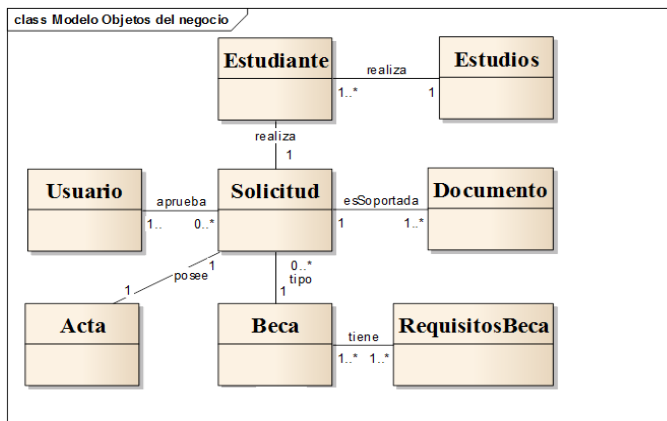 class Modelo Objetos del negocio
Estudiante
Estudios
realiza
1..*
1
realiza
1
Usuario
Solicitud
Documento
aprueba
1..
0..*
esSoportada
1
1..*
posee
1
1
0..*
tipo
1
Acta
Beca
RequisitosBeca
tiene
1..*
1..*